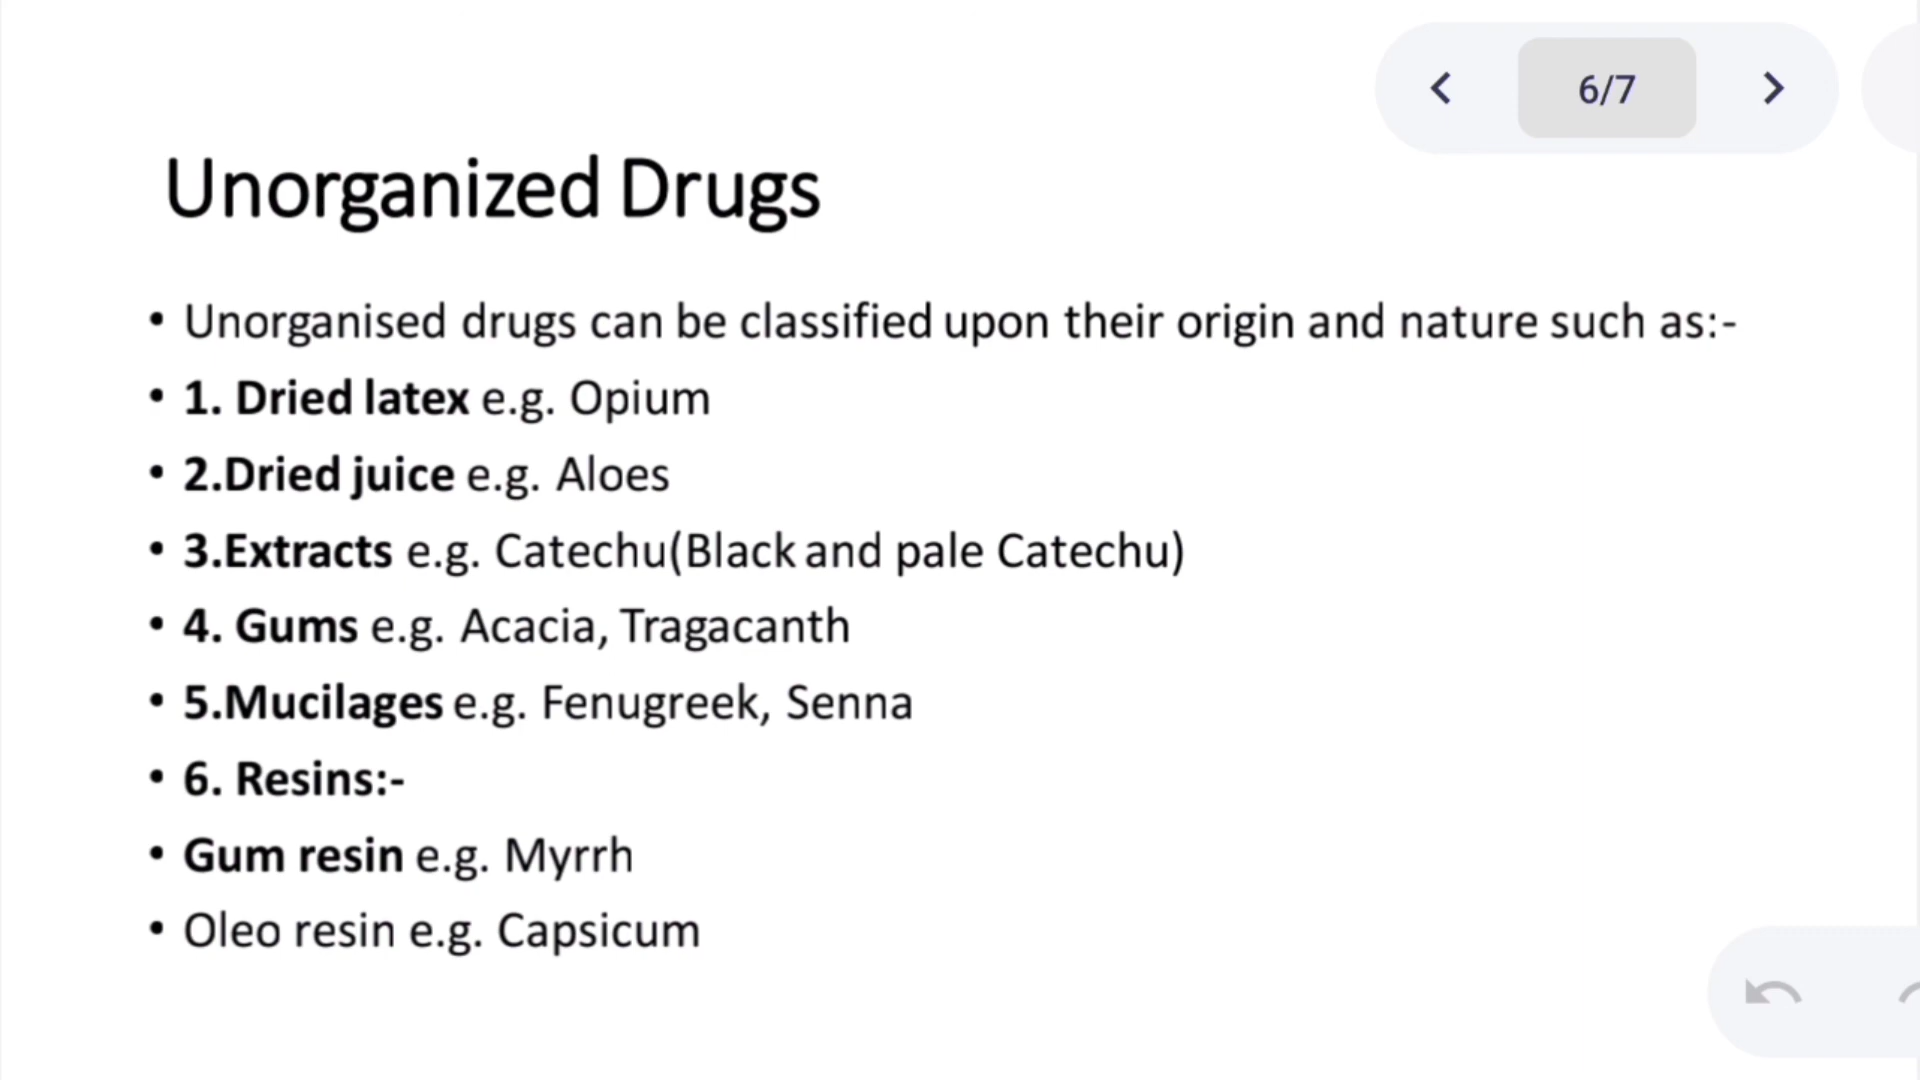 6/7
Unorganized Drugs
• Unorganised drugs can be classified upon their origin and nature such as:-
• 1. Dried latex e.g. Opium
• 2.Dried juice e.g. Aloes
• 3.Extracts e.g. Catechu(Black and pale Catechu)
• 4. Gums e.g. Acacia, Tragacanth
• 5.Mucilages e.g. Fenugreek, Senna
• 6. Resins:-
• Gum resin e.g. Myrrh
• Oleo resin e.g. Capsicum